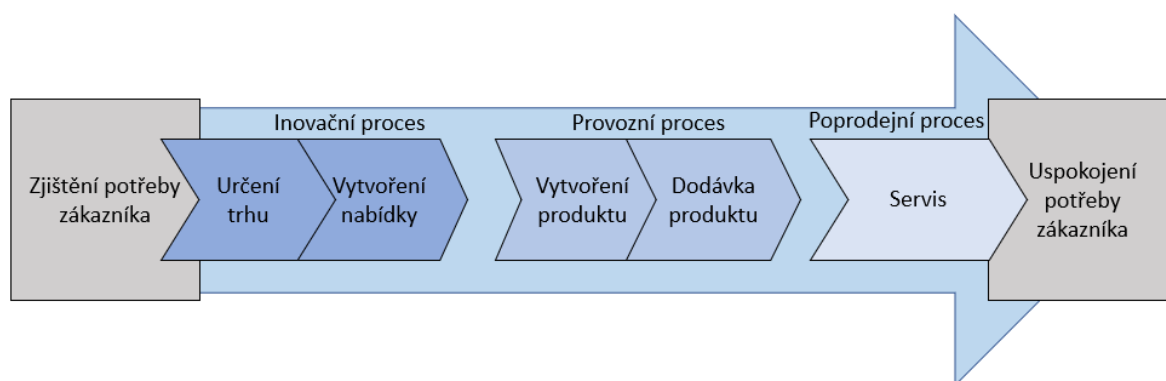 Inovační proces
Provozní proces
Poprodejní proces
Zjištění potřeby
zákazníka
Určení
trhu
Vytvoření
nabídky
Vytvoření
produktu
Dodávka
produktu
Servis
Uspokojení
potřeby
zákazníka